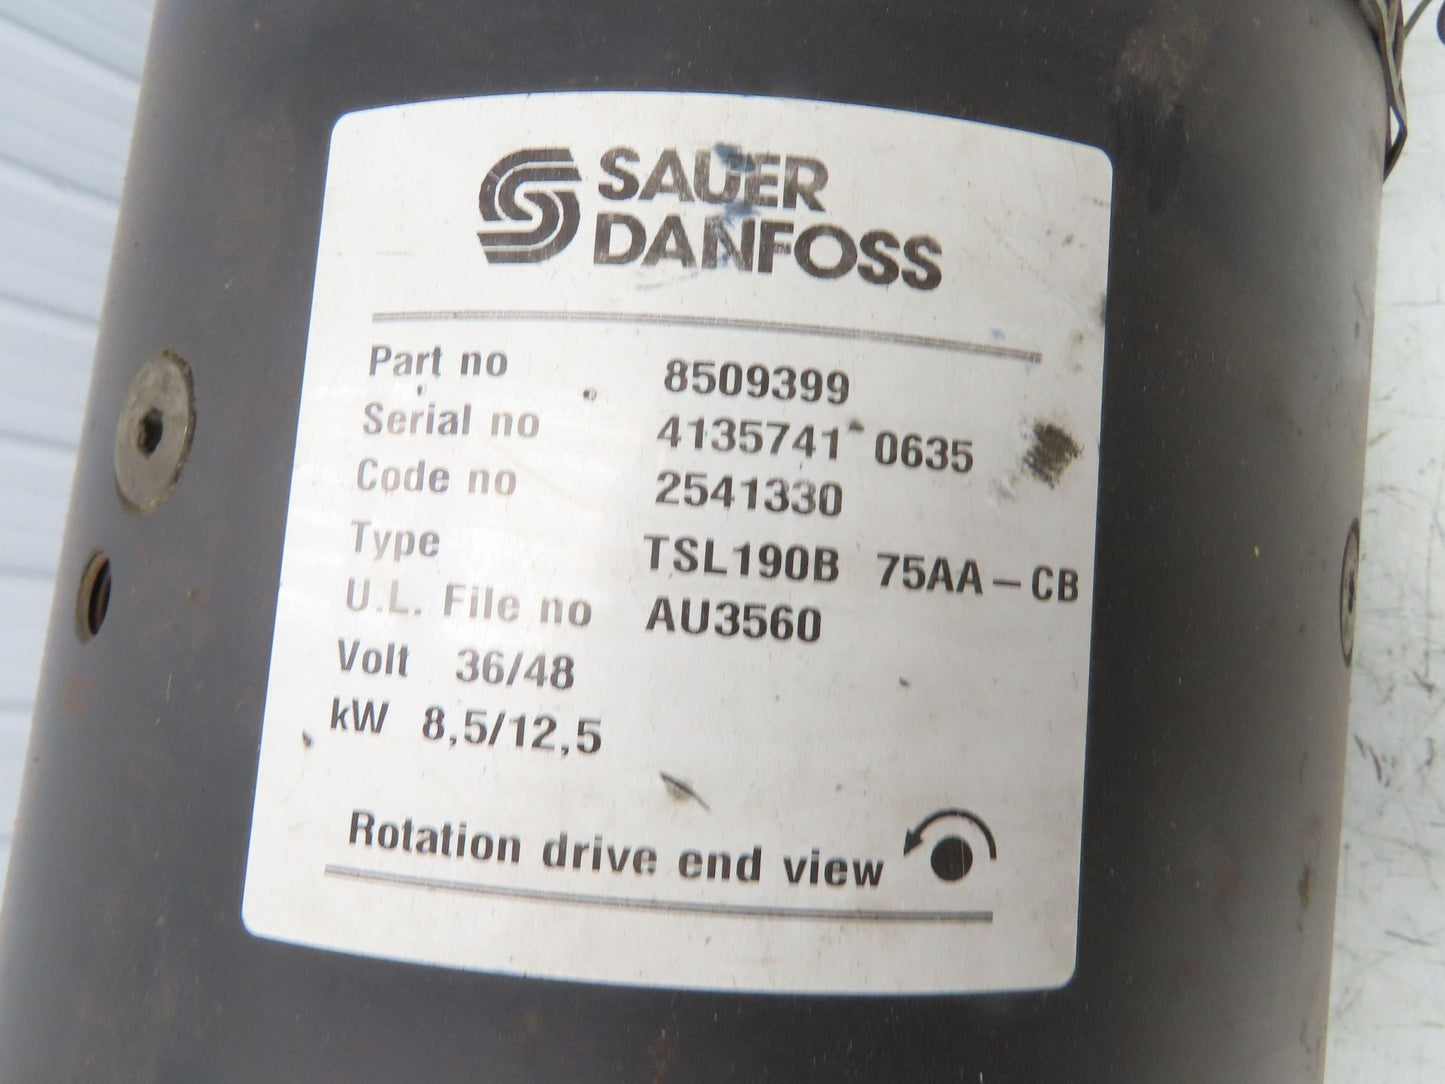 SAUER
DANFOSS
Part no 8509399
Serial no 4135741 0635
Code no 2541330
Type TSL190B 75AA-CB
U.L. File no AU3560
Volt 36/48
kW 8,5/12,5
Rotation drive end view